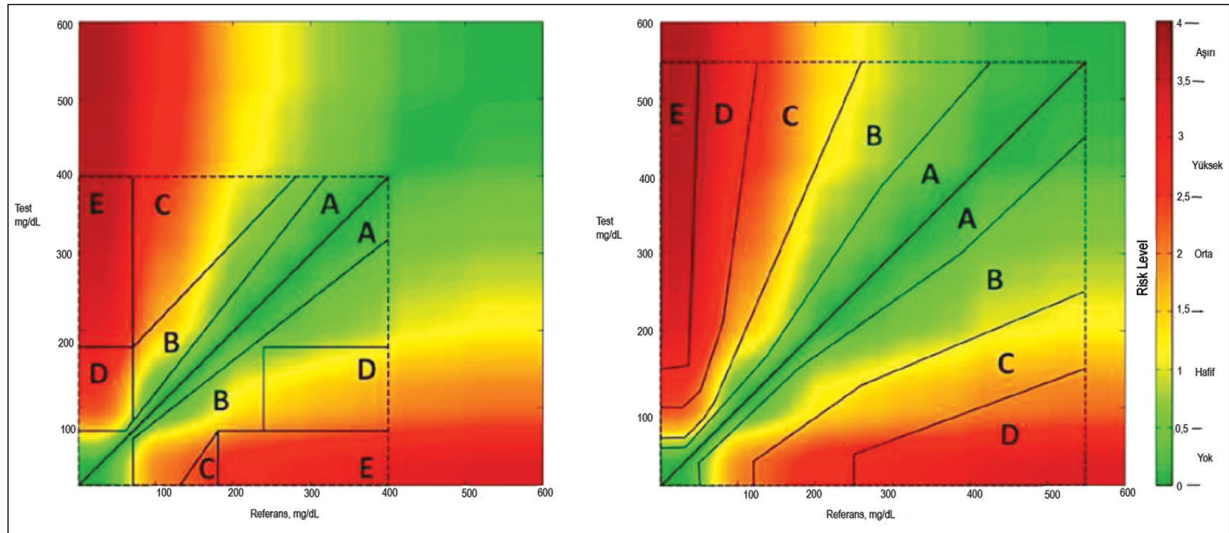 600
500
400
300
200
100
Test
mg/dL
E
C
A
A
D
B
B
D
C
E
100
200
300
400
500
600
Referans, mg/dL
600
500
400
300
200
100
Test
mg/dL
E
D
C
B
A
A
B
C
D
100
200
300
400
500
600
Referans, mg/dL
Risk Level
4
3,5
3
2,5
2
1,5
1
0,5
0
Aşırı
Yüksek
Orta
Hafif
Yok